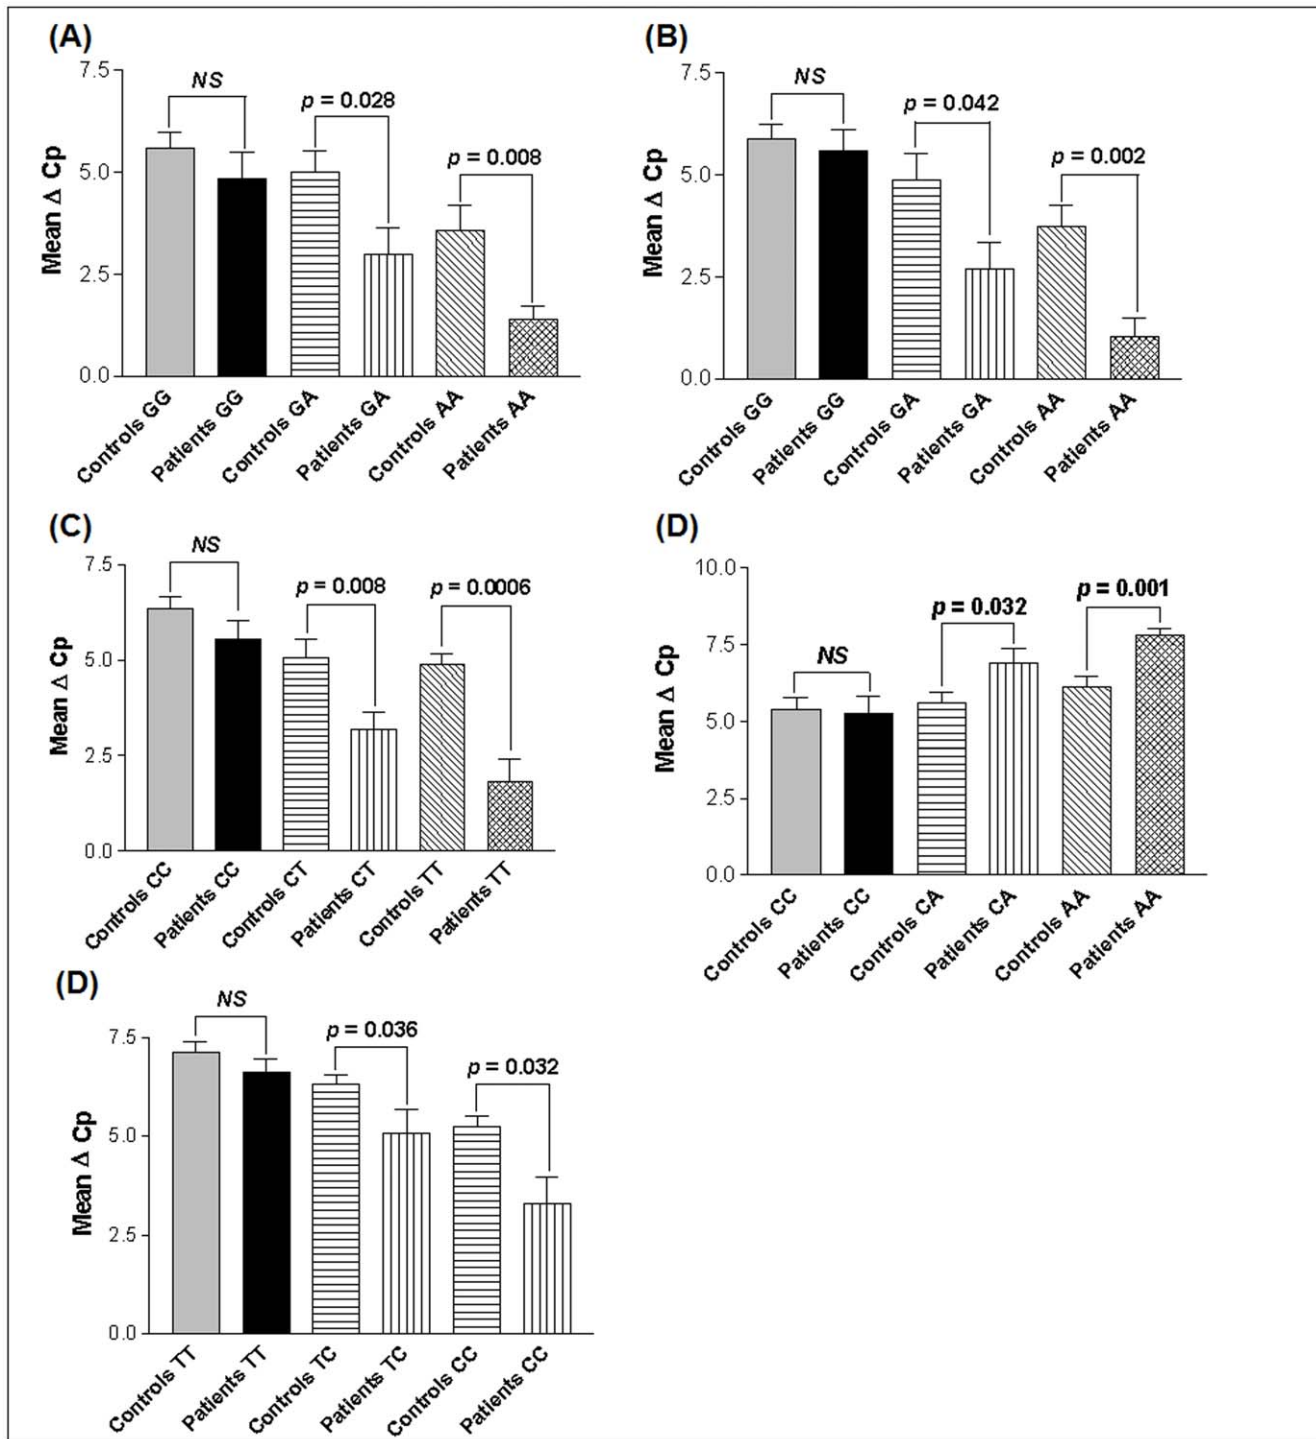 (A)
Mean Δ Cp
7.5
5.0
2.5
0.0
NS
p = 0.028
p = 0.008
Controls GG
Patients GG
Controls GA
Patients GA
Controls AA
Patients AA
(B)
Mean Δ Cp
7.5
5.0
2.5
0.0
NS
p = 0.042
p = 0.002
Controls GG
Patients GG
Controls GA
Patients GA
Controls AA
Patients AA
(C)
Mean Δ Cp
7.5
5.0
2.5
0.0
NS
p = 0.008
p = 0.0006
Controls CC
Patients CC
Controls CT
Patients CT
Controls TT
Patients TT
(D)
Mean Δ Cp
10.0
7.5
5.0
2.5
0.0
NS
p = 0.032
p = 0.001
Controls CC
Patients CC
Controls CA
Patients CA
Controls AA
Patients AA
(D)
Mean Δ Cp
7.5
5.0
2.5
0.0
NS
p = 0.036
p = 0.032
Controls TT
Patients TT
Controls TC
Patients TC
Controls CC
Patients CC